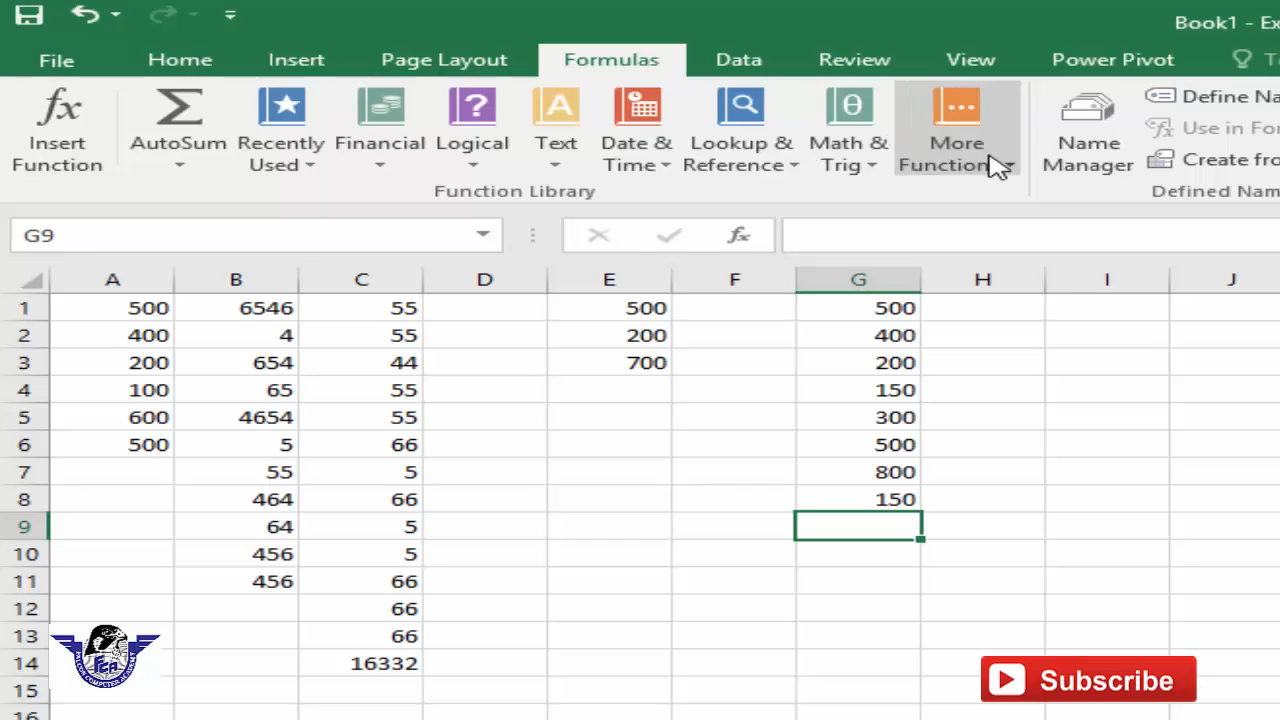 Book1 - Ex
File Home Insert Page Layout Formulas Data Review View Power Pivot
Insert Function
AutoSum
Recently Used
Financial
Logical
Text
Date & Time
Lookup & Reference
Math & Trig
More Function
Name Manager
Define Na
Use in For
Create fro
Function Library
Defined Nam
G9
fx
A B C D E F G H I J
1 500 6546 55 500 500
2 400 4 55 200 400
3 200 654 44 700 200
4 100 65 55 150
5 600 4654 55 300
6 500 5 66 500
7 55 5 800
8 464 66 150
9 64 5
10 456 5
11 456 66
12 66
13 66
14 16332
15
16
FCA
FALCON COMPUTER ACADEMY
Subscribe